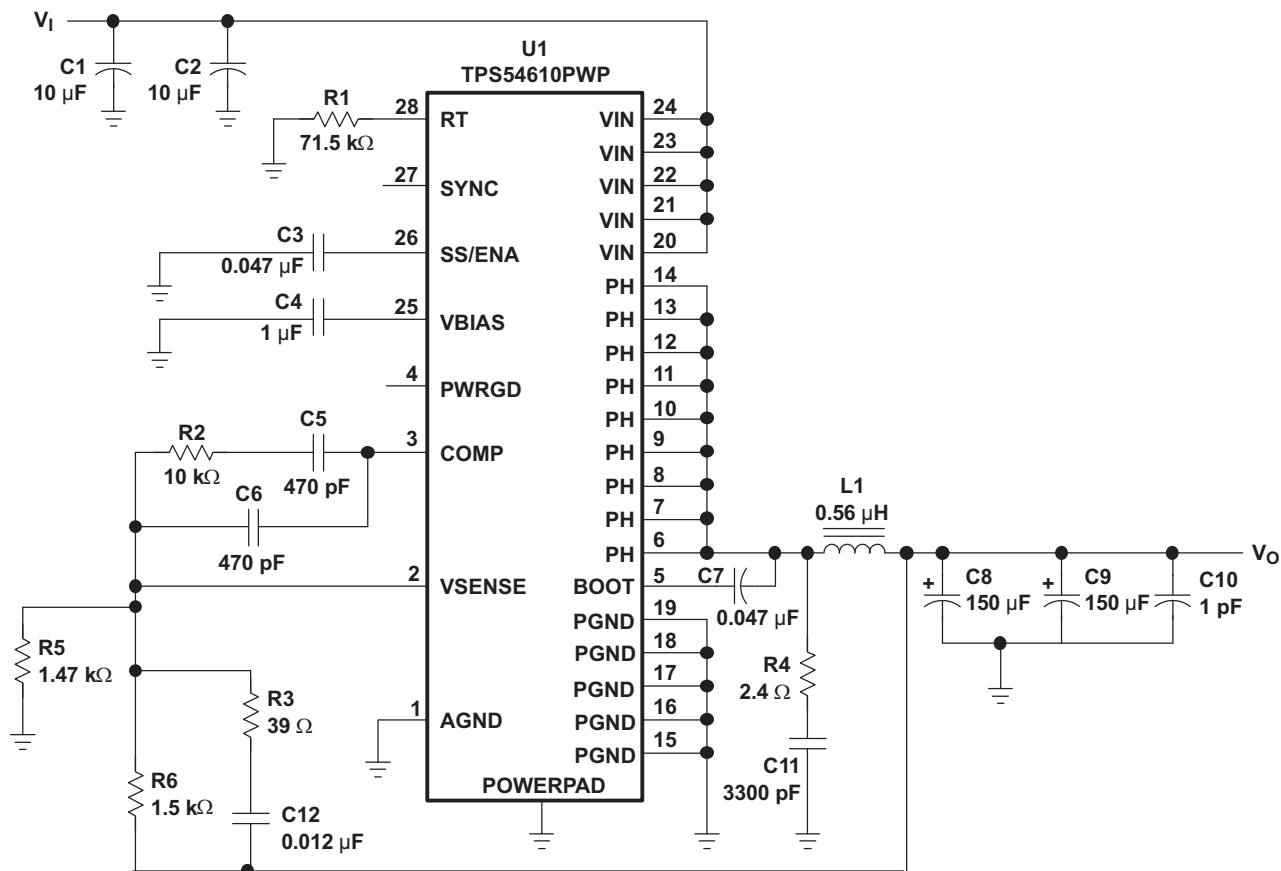 V_I
C1
10 µF
C2
10 µF
U1
TPS54610PWP
R1
71.5 kΩ
28
RT
27
SYNC
C3
0.047 µF
26
SS/ENA
C4
1 µF
25
VBIAS
4
PWRGD
R2
10 kΩ
C5
470 pF
3
COMP
C6
470 pF
2
VSENSE
R5
1.47 kΩ
R3
39 Ω
1
AGND
R6
1.5 kΩ
C12
0.012 µF
POWERPAD
VIN
24
VIN
23
VIN
22
VIN
21
VIN
20
PH
14
PH
13
PH
12
PH
11
PH
10
PH
9
PH
8
PH
7
PH
6
BOOT
5
PGND
19
PGND
18
PGND
17
PGND
16
PGND
15
C7
0.047 µF
L1
0.56 µH
R4
2.4 Ω
C11
3300 pF
+
C8
150 µF
+
C9
150 µF
C10
1 pF
V_O